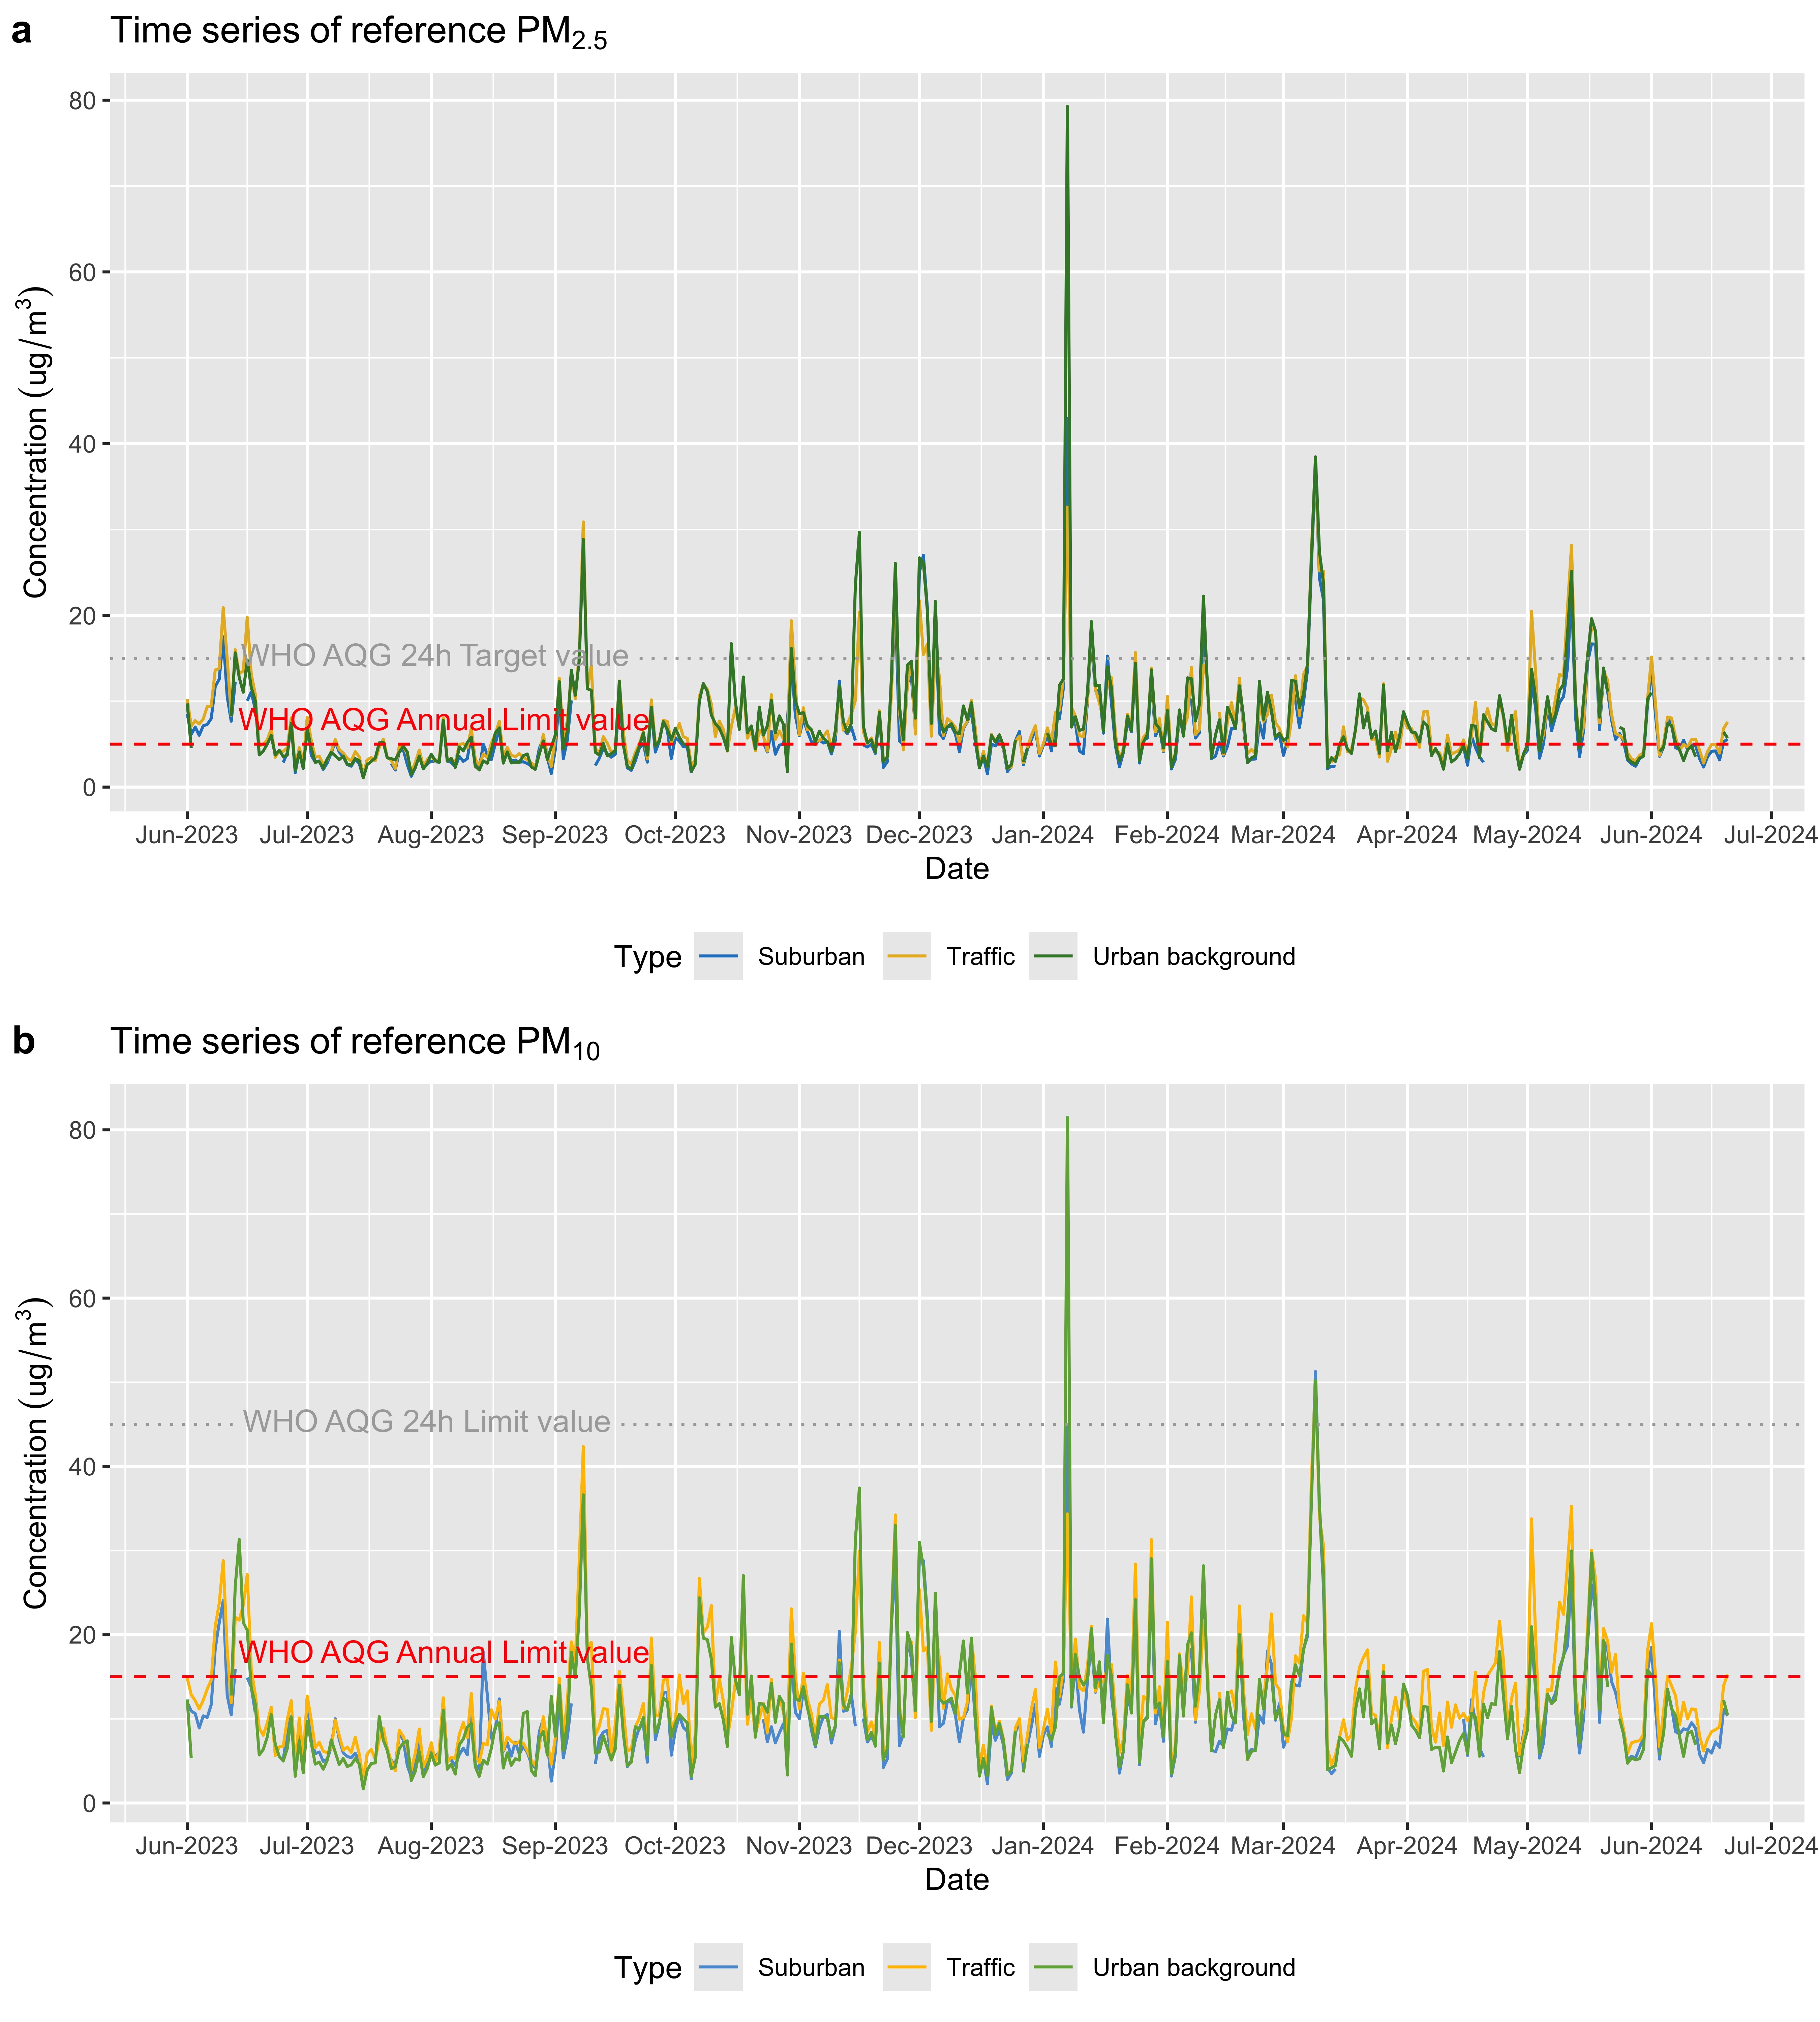 a Time series of reference PM2.5
Concentration (ug/m³)
80
60
40
20
0
WHO AQG 24h Target value
WHO AQG Annual Limit value
Jun-2023 Jul-2023 Aug-2023 Sep-2023 Oct-2023 Nov-2023 Dec-2023 Jan-2024 Feb-2024 Mar-2024 Apr-2024 May-2024 Jun-2024 Jul-2024
Date
Type Suburban Traffic Urban background
b Time series of reference PM10
Concentration (ug/m³)
80
60
40
20
0
WHO AQG 24h Limit value
WHO AQG Annual Limit value
Jun-2023 Jul-2023 Aug-2023 Sep-2023 Oct-2023 Nov-2023 Dec-2023 Jan-2024 Feb-2024 Mar-2024 Apr-2024 May-2024 Jun-2024 Jul-2024
Date
Type Suburban Traffic Urban background